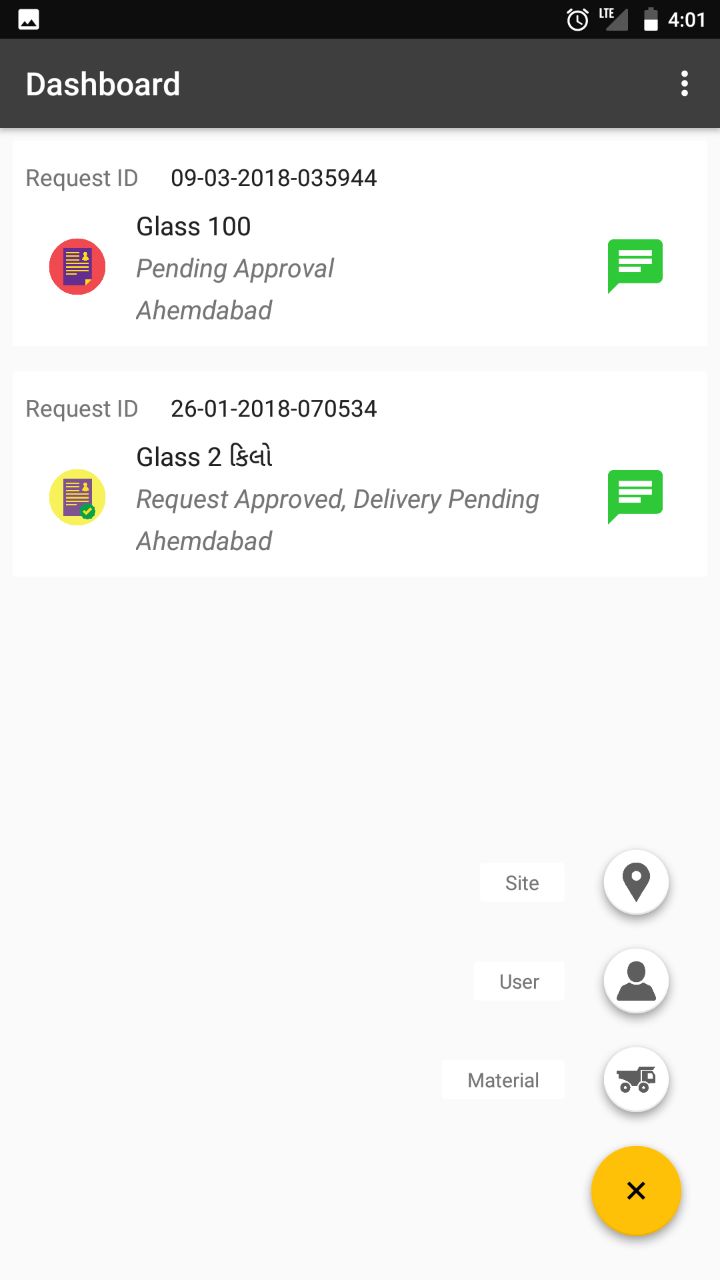 LTE 4:01
Dashboard
Request ID 09-03-2018-035944
Glass 100
Pending Approval
Ahemdabad
Request ID 26-01-2018-070534
Glass 2 કિલો
Request Approved, Delivery Pending
Ahemdabad
Site
User
Material